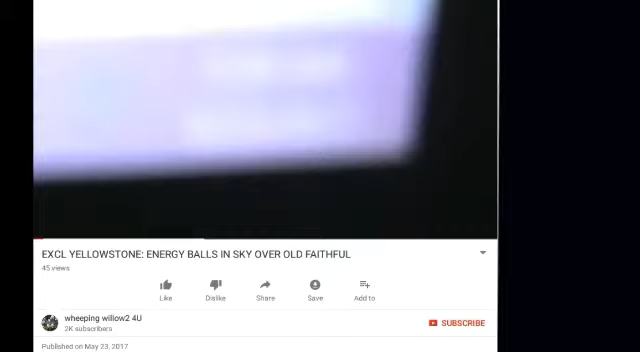 EXCL YELLOWSTONE: ENERGY BALLS IN SKY OVER OLD FAITHFUL
45 views
Like Dislike Share Save Add to
wheeping willow2 4U
2K subscribers
SUBSCRIBE
Published on May 23, 2017